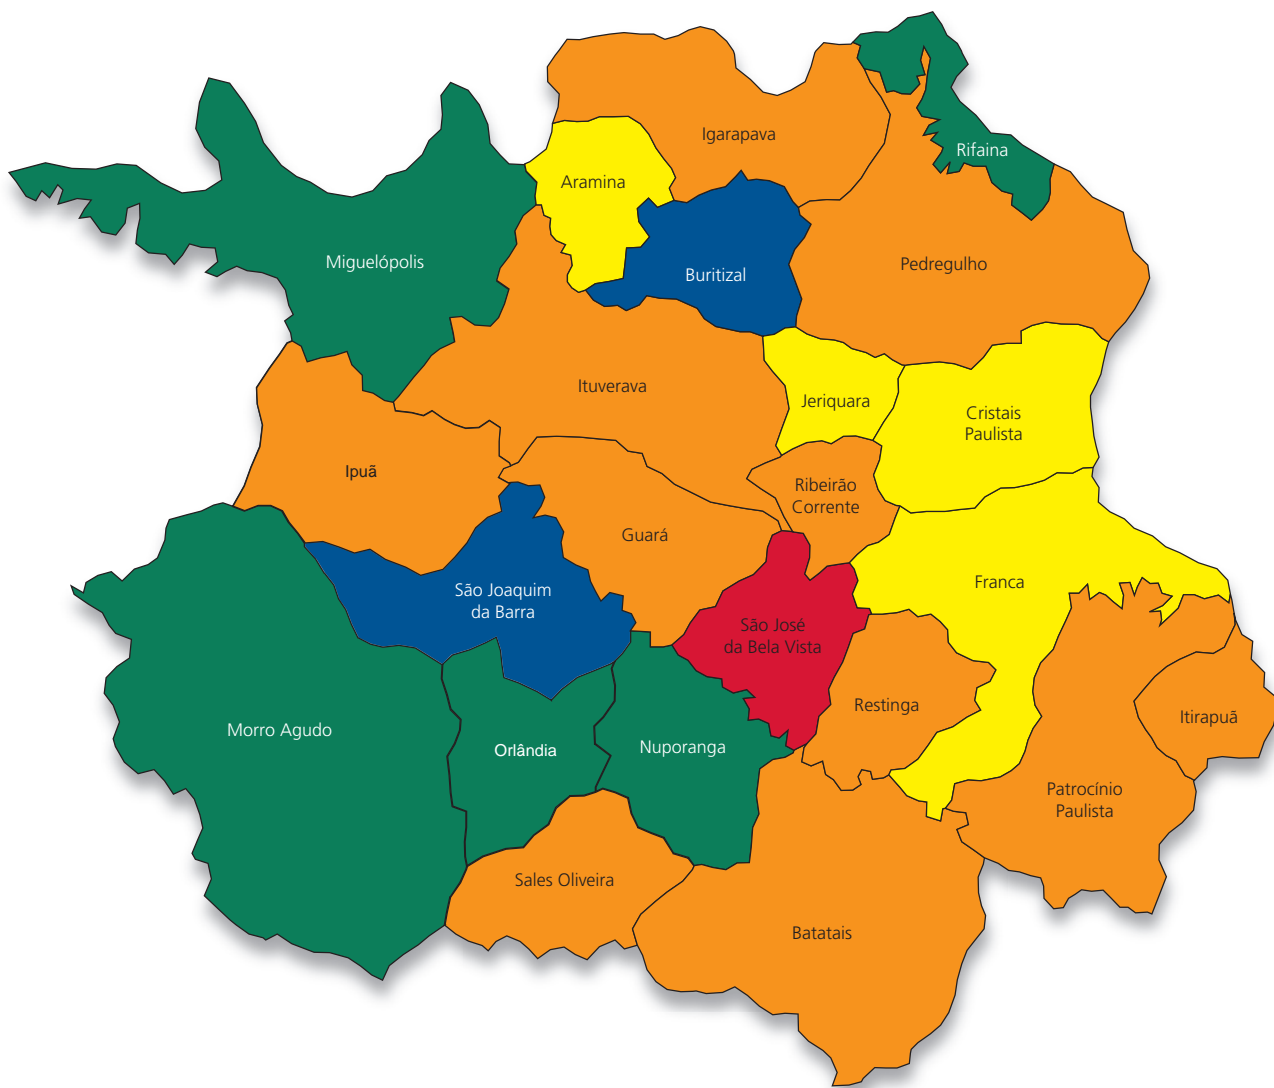 Igarapava
Rifaina
Aramina
Miguelópolis
Buritizal
Pedregulho
Ituverava
Jeriquara
Cristais
Paulista
Ipuã
Ribeirão
Corrente
Guará
Franca
São Joaquim
da Barra
São José
da Bela Vista
Restinga
Itirapuã
Morro Agudo
Orlândia
Nuporanga
Patrocínio
Paulista
Sales Oliveira
Batatais